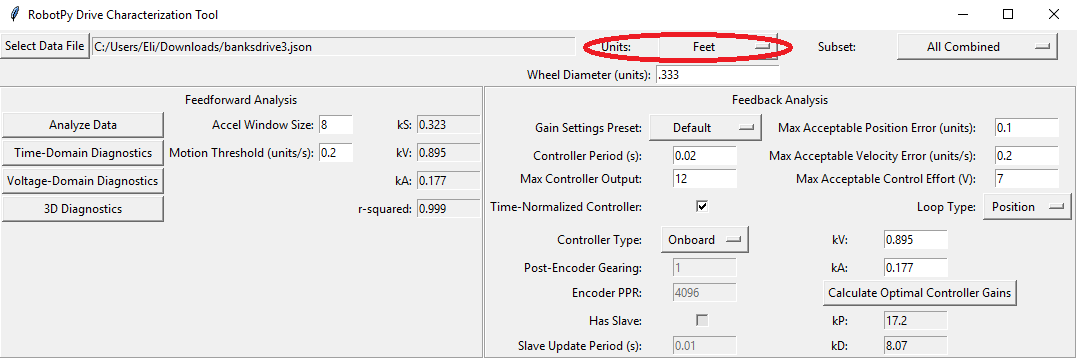 RobotPy Drive Characterization Tool
Select Data File C:/Users/Eli/Downloads/banksdrive3.json Units: Feet Subset: All Combined
Wheel Diameter (units): .333
Feedforward Analysis
Analyze Data Accel Window Size: 8 kS: 0.323
Time-Domain Diagnostics Motion Threshold (units/s): 0.2 kV: 0.895
Voltage-Domain Diagnostics kA: 0.177
3D Diagnostics r-squared: 0.999
Feedback Analysis
Gain Settings Preset: Default Max Acceptable Position Error (units): 0.1
Controller Period (s): 0.02 Max Acceptable Velocity Error (units/s): 0.2
Max Controller Output: 12 Max Acceptable Control Effort (V): 7
Time-Normalized Controller: Loop Type: Position
Controller Type: Onboard kV: 0.895
Post-Encoder Gearing: 1 kA: 0.177
Encoder PPR: 4096 Calculate Optimal Controller Gains
Has Slave: kP: 17.2
Slave Update Period (s): 0.01 kD: 8.07